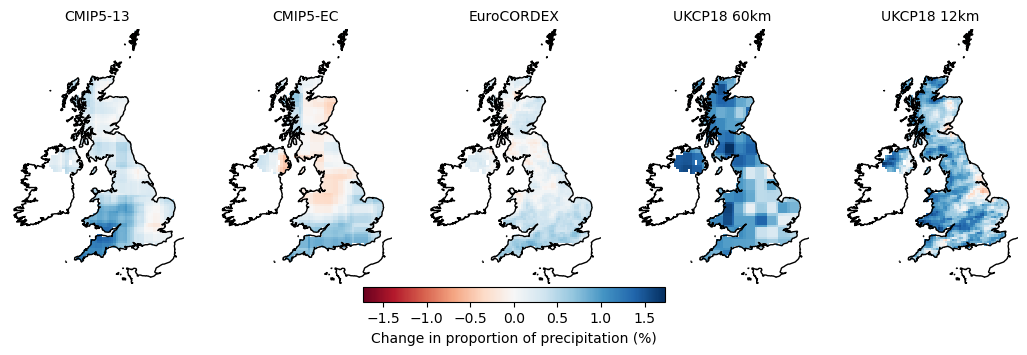 CMIP5-13 CMIP5-EC EuroCORDEX UKCP18 60km UKCP18 12km
−1.5 −1.0 −0.5 0.0 0.5 1.0 1.5
Change in proportion of precipitation (%)